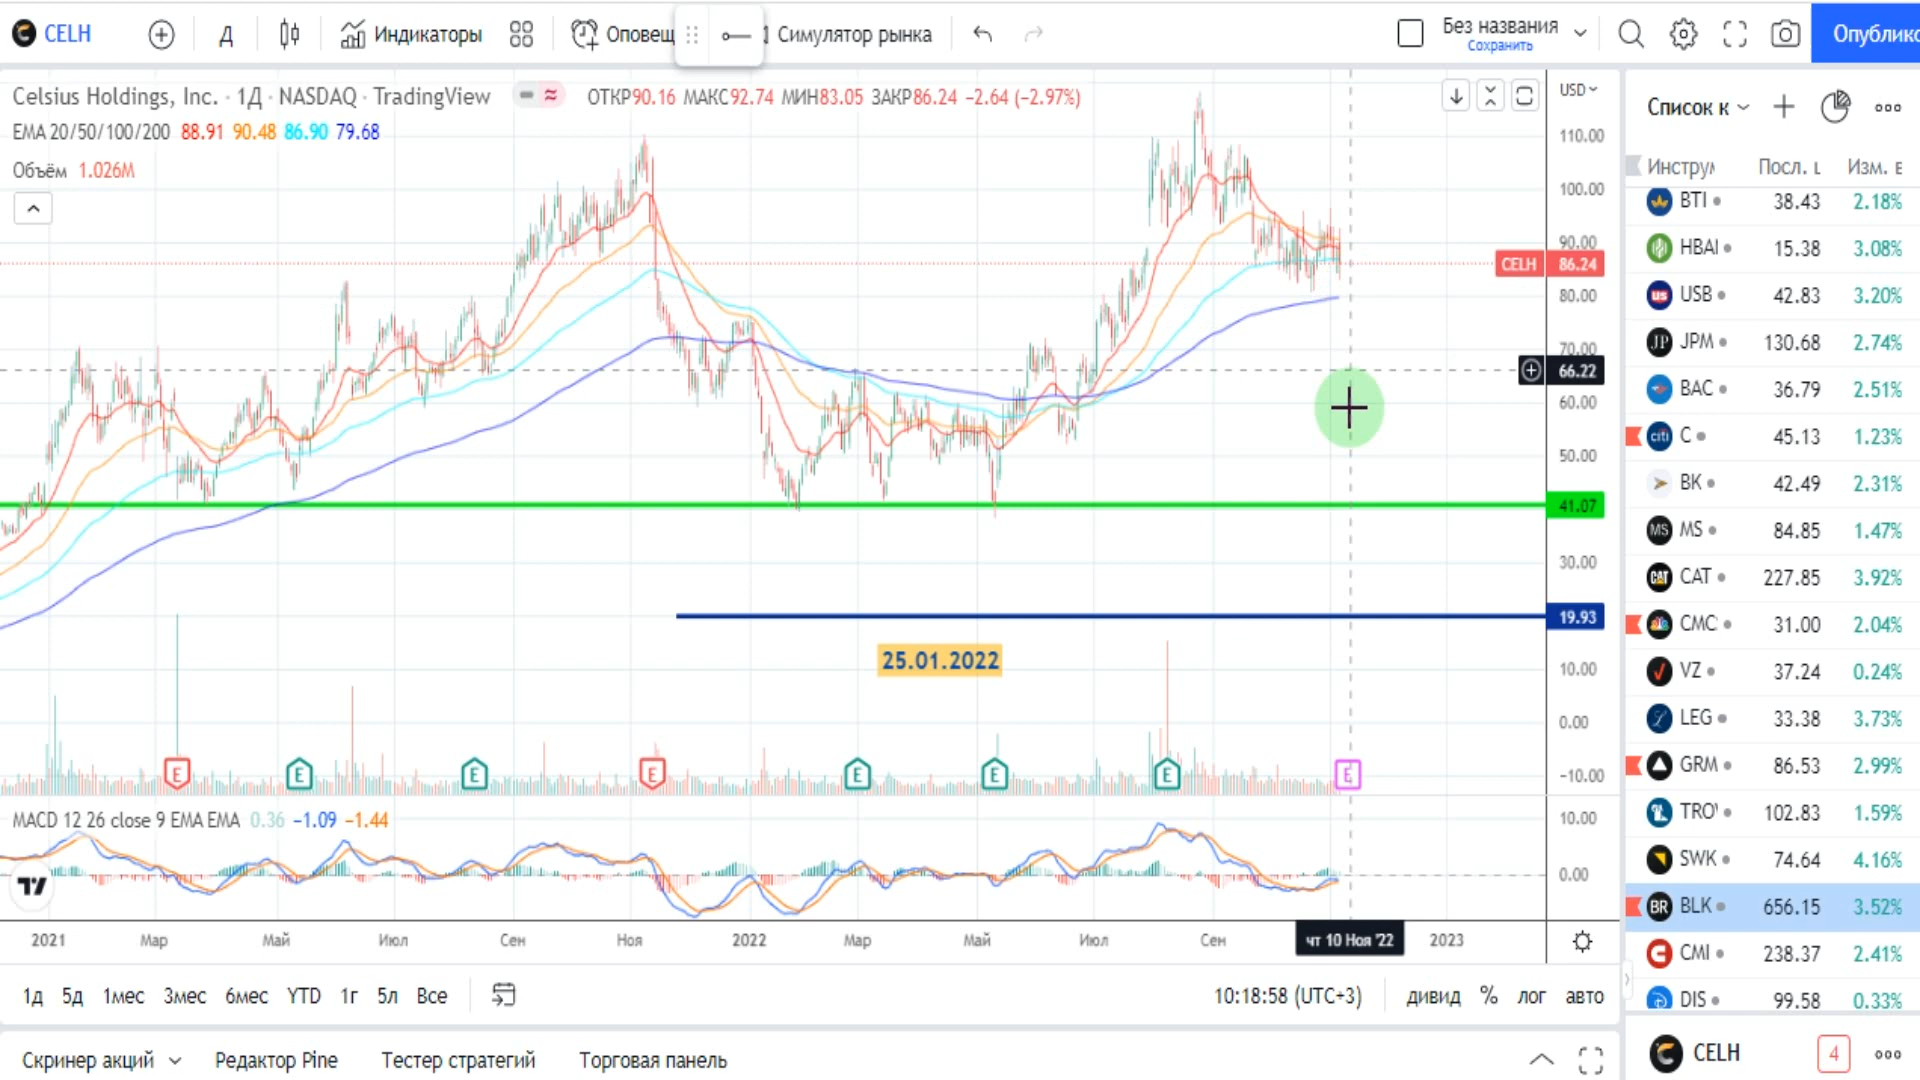 CELH
Д
Индикаторы
Оповещ
Симулятор рынка
Без названия
Сохранить
Опублико
Celsius Holdings, Inc. · 1Д · NASDAQ · TradingView
ОТКР90.16 МАКС92.74 МИН83.05 ЗАКР86.24 −2.64 (−2.97%)
EMA 20/50/100/200 88.91 90.48 86.90 79.68
Объём 1.026M
USD
110.00
100.00
90.00
CELH 86.24
80.00
70.00
66.22
60.00
50.00
41.07
30.00
19.93
25.01.2022
10.00
0.00
−10.00
E E E E E E E E
MACD 12 26 close 9 EMA EMA 0.36 −1.09 −1.44
10.00
0.00
2021 Мар Май Июл Сен Ноя 2022 Мар Май Июл Сен чт 10 Ноя '22 2023
1д 5д 1мес 3мес 6мес YTD 1г 5л Все
10:18:58 (UTC+3) дивид % лог авто
Скринер акций Редактор Pine Тестер стратегий Торговая панель
Список к
Инстру Посл. Изм.
BTI 38.43 2.18%
HBAI 15.38 3.08%
us USB 42.83 3.20%
JP JPM 130.68 2.74%
BAC 36.79 2.51%
citi C 45.13 1.23%
BK 42.49 2.31%
MS MS 84.85 1.47%
CAT CAT 227.85 3.92%
CMC 31.00 2.04%
VZ 37.24 0.24%
LEG 33.38 3.73%
GRM 86.53 2.99%
TRO 102.83 1.59%
SWK 74.64 4.16%
BR BLK 656.15 3.52%
CMI 238.37 2.41%
DIS 99.58 0.33%
CELH 4